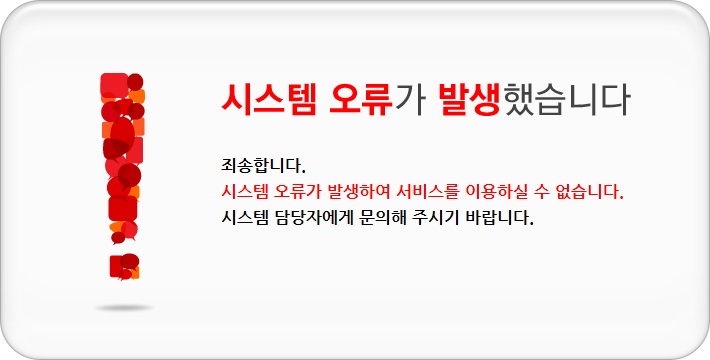 시스템 오류가 발생했습니다
죄송합니다.
시스템 오류가 발생하여 서비스를 이용하실 수 없습니다.
시스템 담당자에게 문의해 주시기 바랍니다.